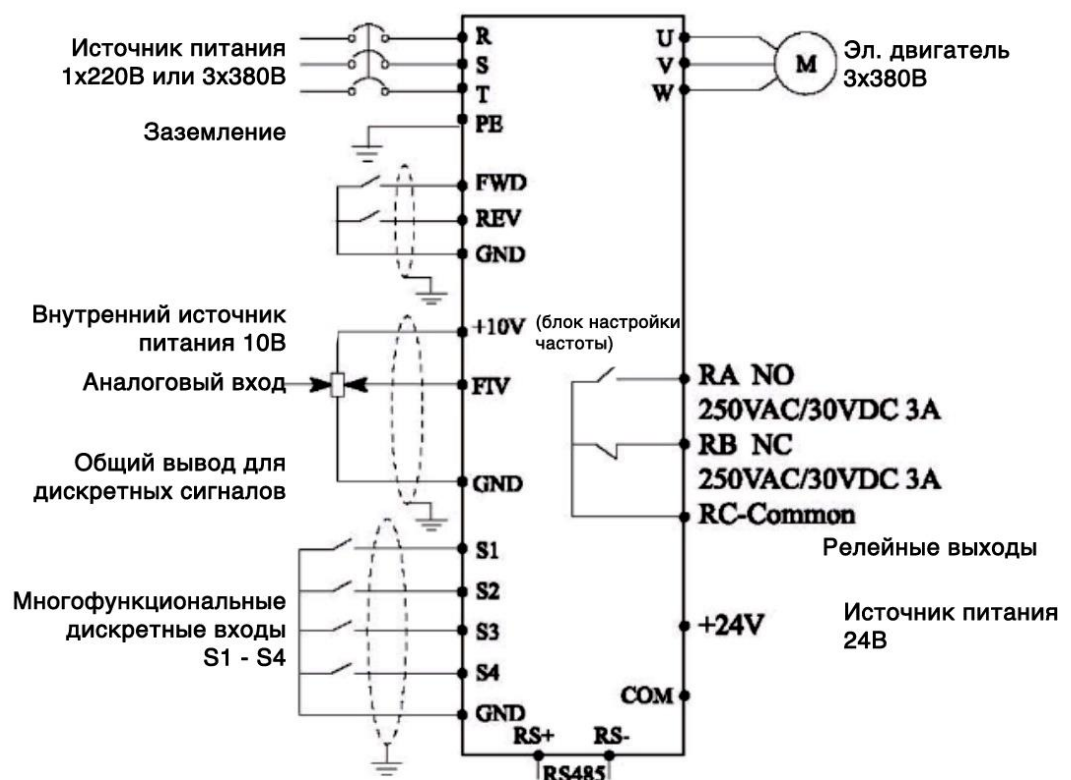 Источник питания
1х220В или 3х380В
R
S
T
PE
U
V
W
M
Эл. двигатель
3х380В
Заземление
FWD
REV
GND
Внутренний источник
питания 10В
+10V
(блок настройки
частоты)
Аналоговый вход
FIV
Общий вывод для
дискретных сигналов
GND
RA NO
250VAC/30VDC 3A
RB NC
250VAC/30VDC 3A
RC-Common
Релейные выходы
Многофункциональные
дискретные входы
S1 - S4
S1
S2
S3
S4
GND
+24V
Источник питания
24В
COM
RS+ RS-
RS485